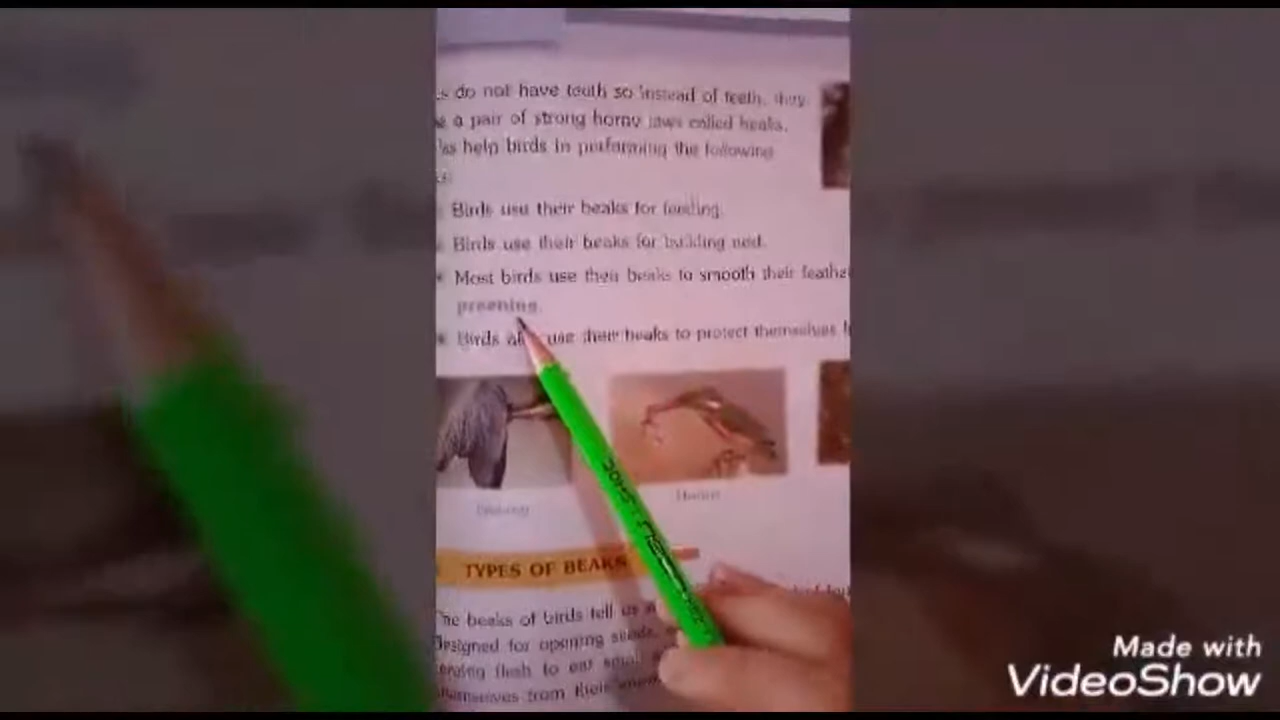 do not have teeth so instead of teeth, they
a pair of strong horny jaws called beaks.
help birds in performing the following
Birds use their beaks for feeding.
Birds use their beaks for building nest.
Most birds use their beaks to smooth their feathe
preening.
Birds use their beaks to protect themselves
TYPES OF BEAKS
The beaks of birds tell us
Designed for opening seeds,
flesh to eat small
themselves from their
Made with
VideoShow